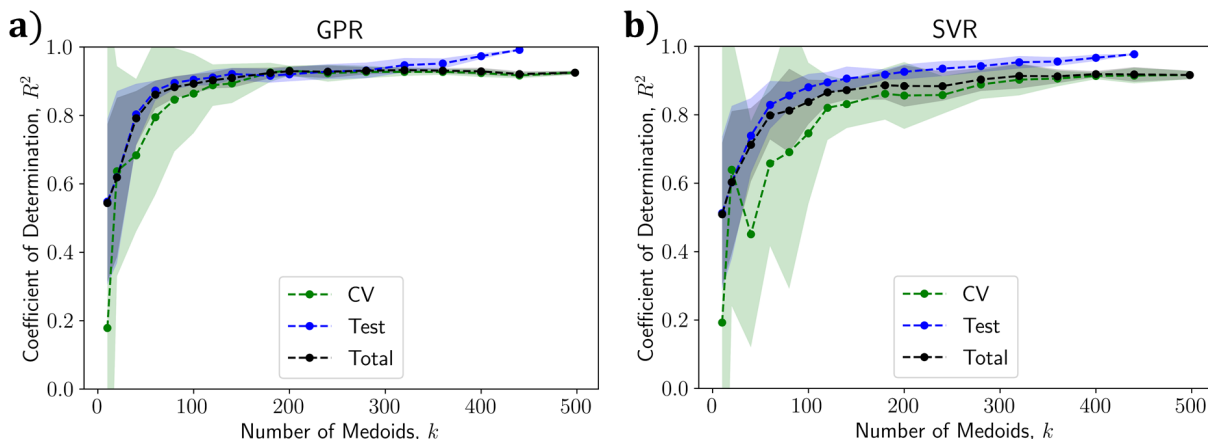 a)
GPR
Coefficient of Determination, R²
1.0
0.8
0.6
0.4
0.2
0.0
CV
Test
Total
0 100 200 300 400 500
Number of Medoids, k
b)
SVR
Coefficient of Determination, R²
1.0
0.8
0.6
0.4
0.2
0.0
CV
Test
Total
0 100 200 300 400 500
Number of Medoids, k